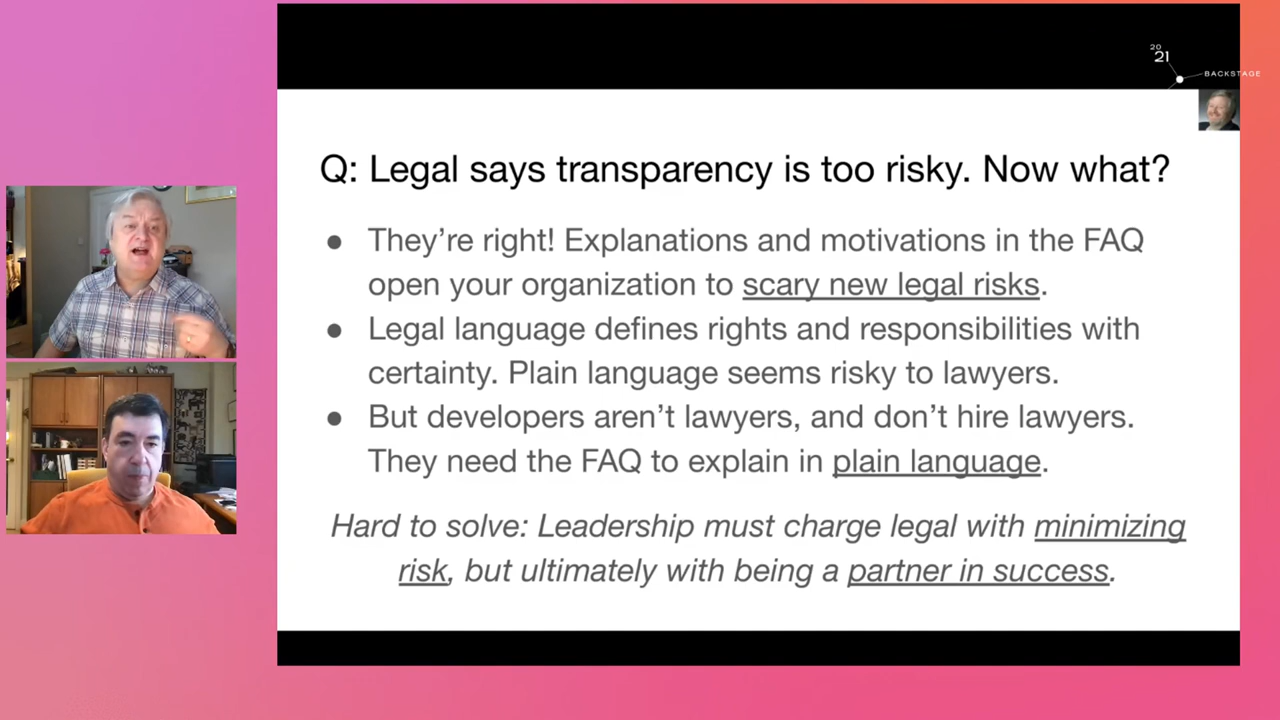 20
21
BACKSTAGE
Q: Legal says transparency is too risky. Now what?
● They’re right! Explanations and motivations in the FAQ
open your organization to scary new legal risks.
● Legal language defines rights and responsibilities with
certainty. Plain language seems risky to lawyers.
● But developers aren’t lawyers, and don’t hire lawyers.
They need the FAQ to explain in plain language.
Hard to solve: Leadership must charge legal with minimizing
risk, but ultimately with being a partner in success.